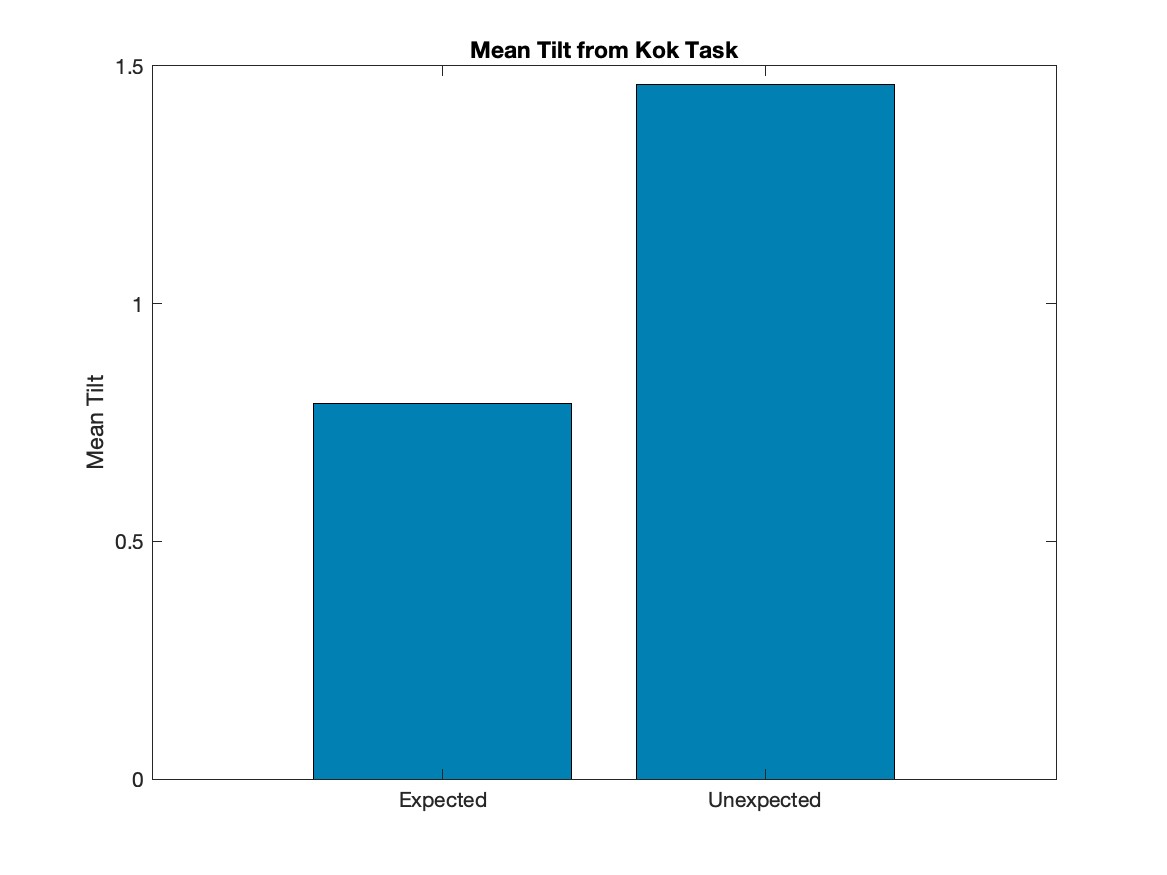 Mean Tilt from Kok Task
1.5
1
0.5
0
Mean Tilt
Expected
Unexpected